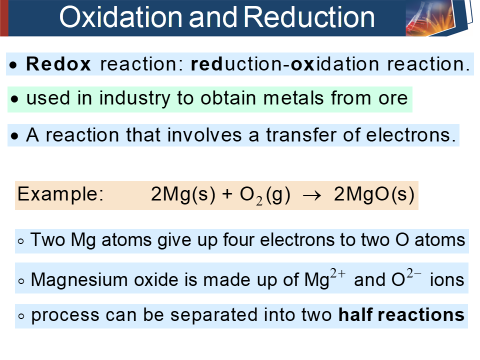 Oxidation and Reduction
• Redox reaction: reduction-oxidation reaction.
• used in industry to obtain metals from ore
• A reaction that involves a transfer of electrons.
Example: 2Mg(s) + O₂(g) → 2MgO(s)
◦ Two Mg atoms give up four electrons to two O atoms
◦ Magnesium oxide is made up of Mg²⁺ and O²⁻ ions
◦ process can be separated into two half reactions